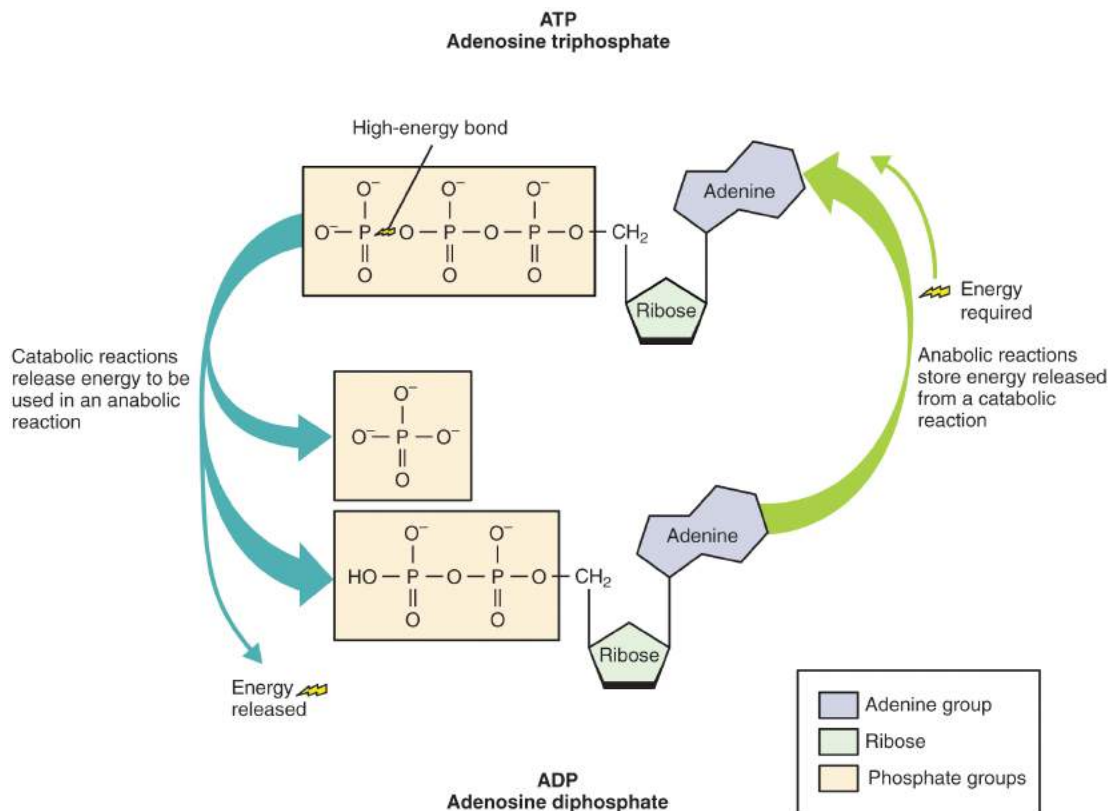 ATP
Adenosine triphosphate
High-energy bond
O⁻ O⁻ O⁻
O⁻ — P O — P — O — P — O — CH₂
O O O
Adenine
Ribose
Energy
required
Catabolic reactions
release energy to be
used in an anabolic
reaction
Anabolic reactions
store energy released
from a catabolic
reaction
O⁻
O⁻ — P — O⁻
O
O⁻ O⁻
HO — P — O — P — O — CH₂
O O
Adenine
Ribose
Energy
released
Adenine group
Ribose
Phosphate groups
ADP
Adenosine diphosphate